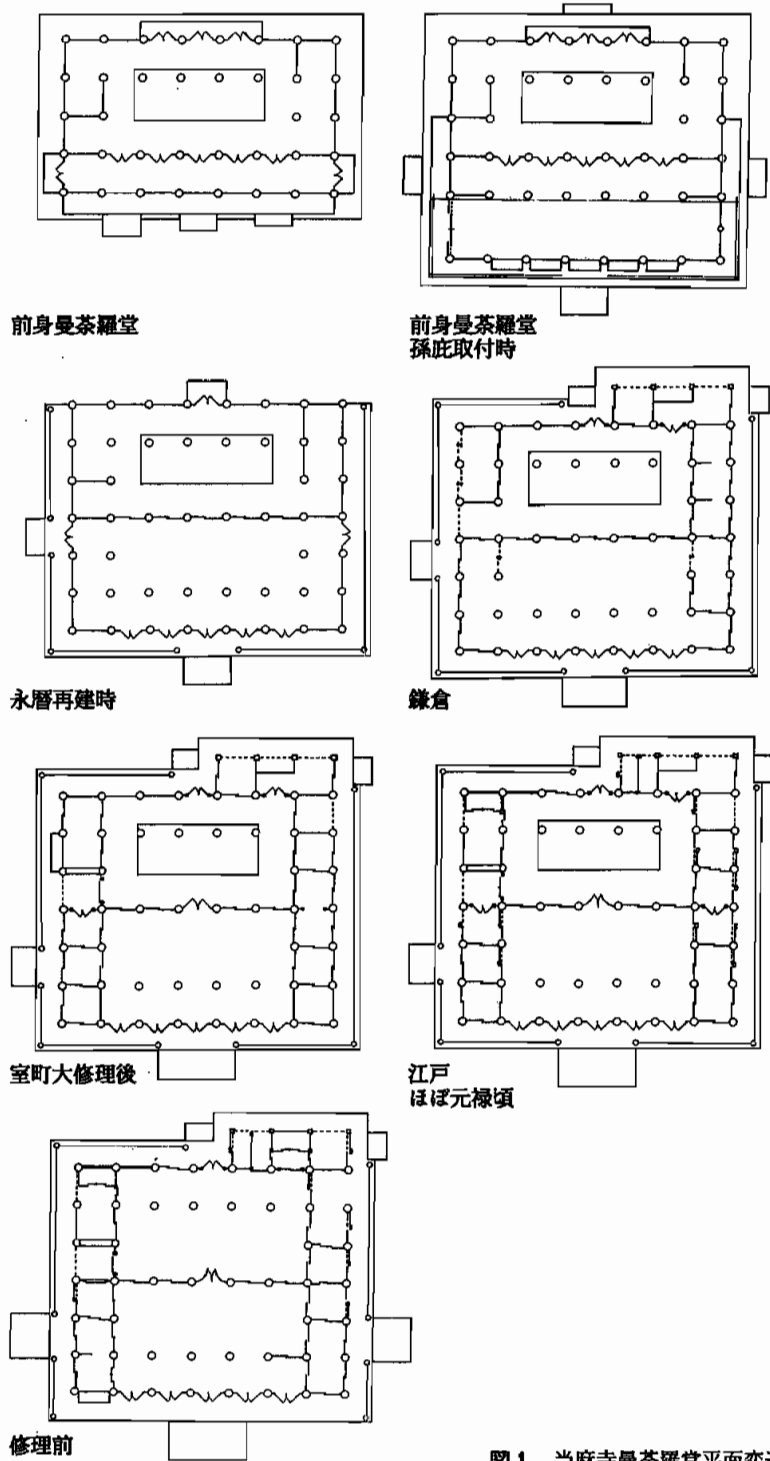 前身曼荼羅堂
前身曼荼羅堂
孫庇取付時
永暦再建時
鎌倉
室町大修理後
江戸
ほぼ元禄頃
修理前
図1 当麻寺曼荼羅堂平面変